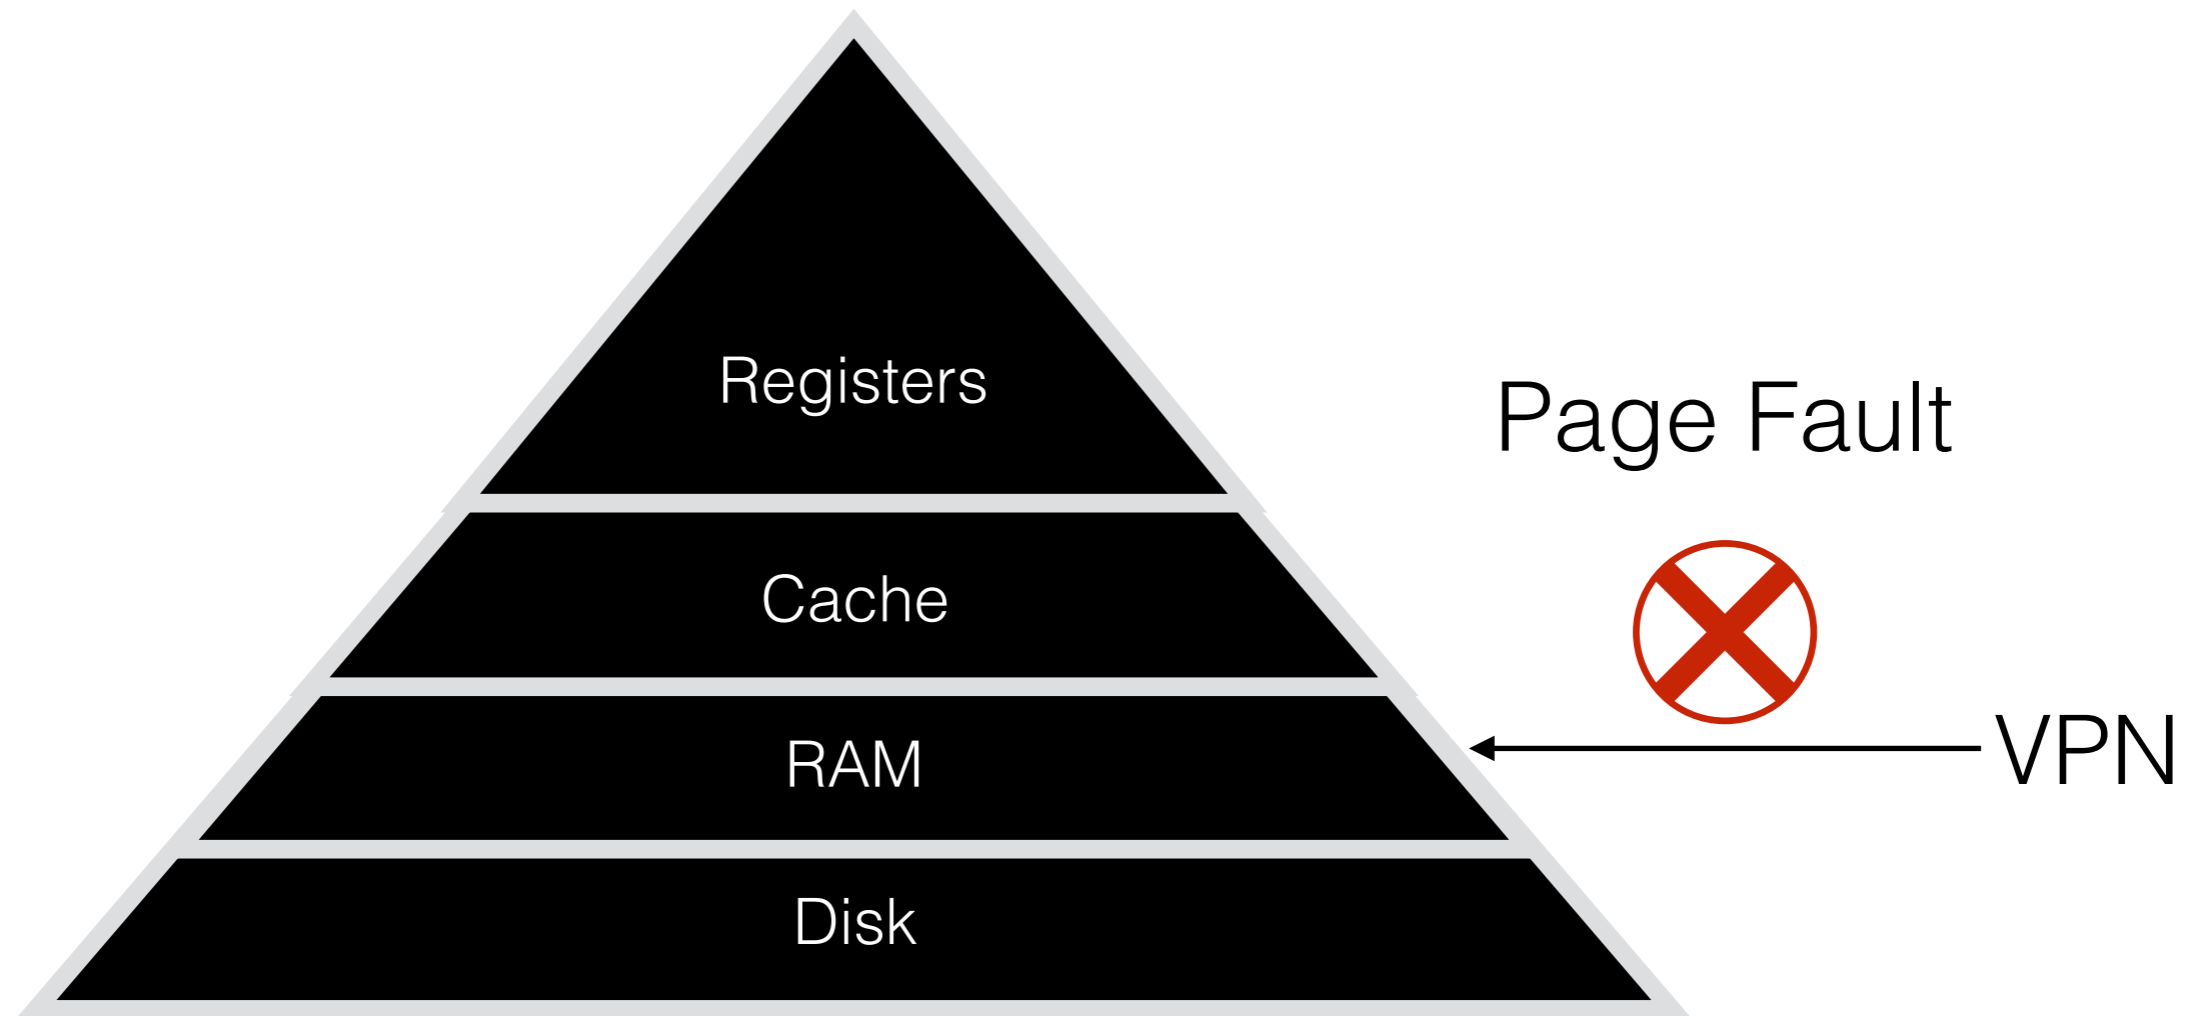 Registers
Page Fault
Cache
VPN
RAM
Disk